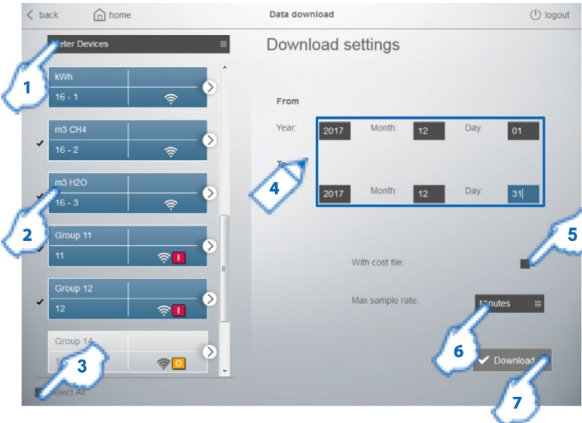 back home Data download logout
Meter Devices
Download settings
kWh
16 - 1
1
From
m3 CH4
16 - 2
Year: 2017 Month: 12 Day: 01
To
4
m3 H2O
16 - 3
2017 Month: 12 Day: 31
2
5
Group 11
11
With cost file:
Group 12
12
Max sample rate: Minutes
6
Group 14
3
Download
Select All
7